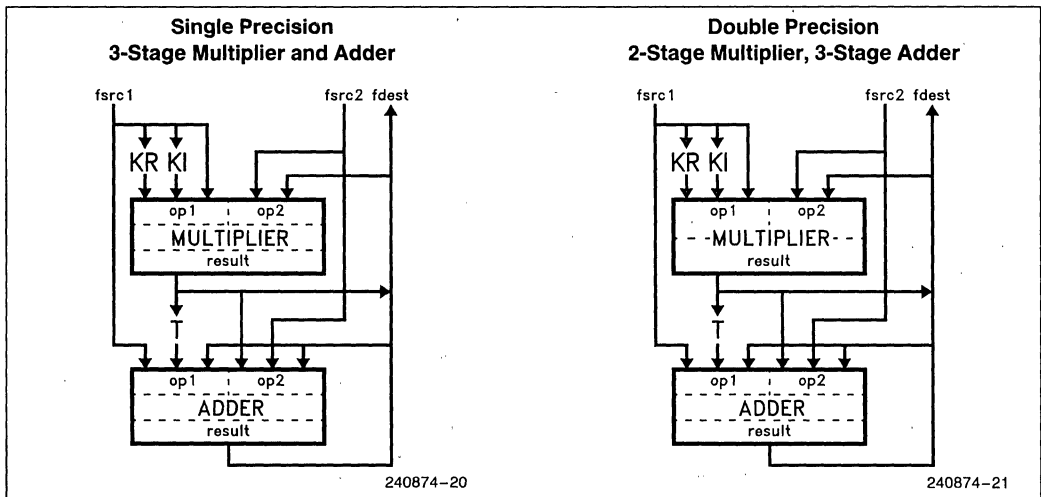 Single Precision
3-Stage Multiplier and Adder
fsrc1
fsrc2 fdest
KR KI
op1 op2
MULTIPLIER
result
T
op1 op2
ADDER
result
240874-20
Double Precision
2-Stage Multiplier, 3-Stage Adder
fsrc1
fsrc2 fdest
KR KI
op1 op2
MULTIPLIER
result
T
op1 op2
ADDER
result
240874-21